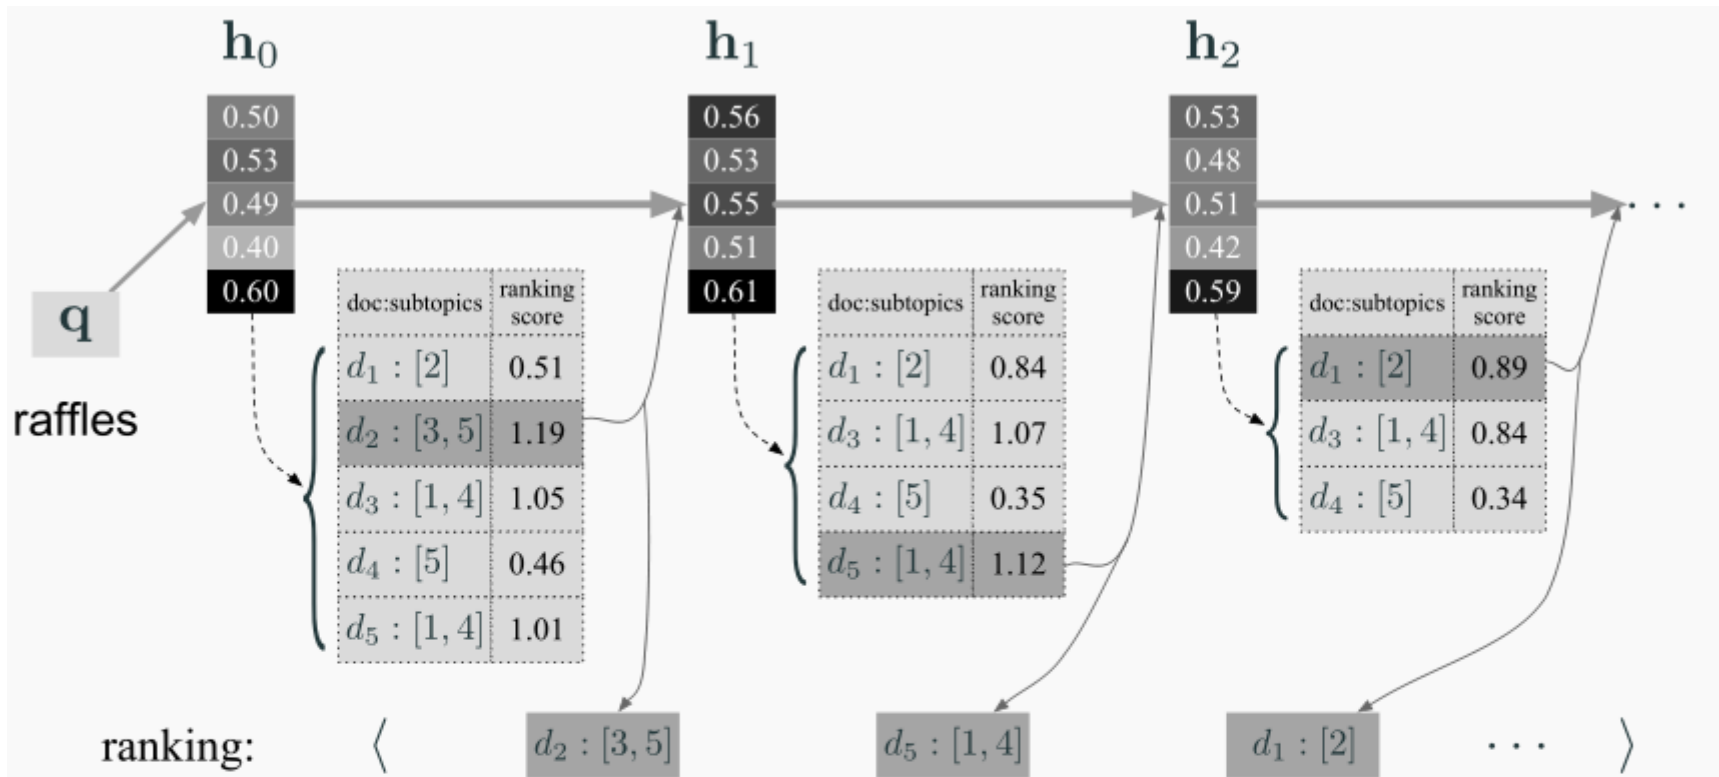 h₀ h₁ h₂
0.50 0.56 0.53
0.53 0.53 0.48
0.49 0.55 0.51 · · ·
0.40 0.51 0.42
0.60 0.61 0.59
q
raffles
doc:subtopics ranking score
d₁ : [2] 0.51
d₂ : [3, 5] 1.19
d₃ : [1, 4] 1.05
d₄ : [5] 0.46
d₅ : [1, 4] 1.01
doc:subtopics ranking score
d₁ : [2] 0.84
d₃ : [1, 4] 1.07
d₄ : [5] 0.35
d₅ : [1, 4] 1.12
doc:subtopics ranking score
d₁ : [2] 0.89
d₃ : [1, 4] 0.84
d₄ : [5] 0.34
ranking: ⟨ d₂ : [3, 5] d₅ : [1, 4] d₁ : [2] · · · ⟩